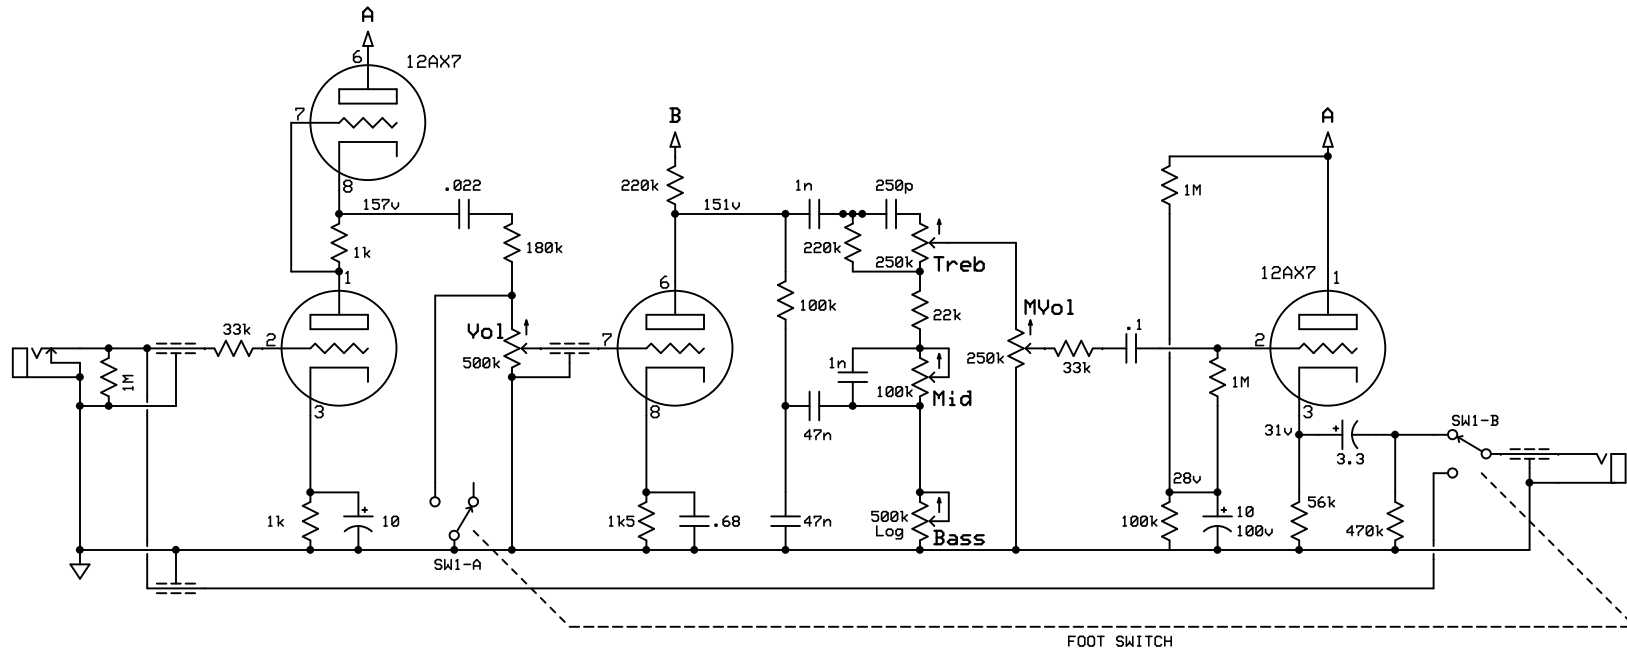 A
6
12AX7
7
8
.022
157v
1k
180k
1
33k
2
1M
3
Vol
500k
1k
10
SW1-A
B
220k
151v
6
7
8
1k5
.68
1n
250p
220k
250k
Treb
100k
22k
1n
100k
Mid
47n
47n
500k
Log
Bass
MVol
250k
33k
.1
A
1M
12AX7
1
2
1M
3
31v
28v
100k
10
100v
56k
3.3
470k
SW1-B
FOOT SWITCH